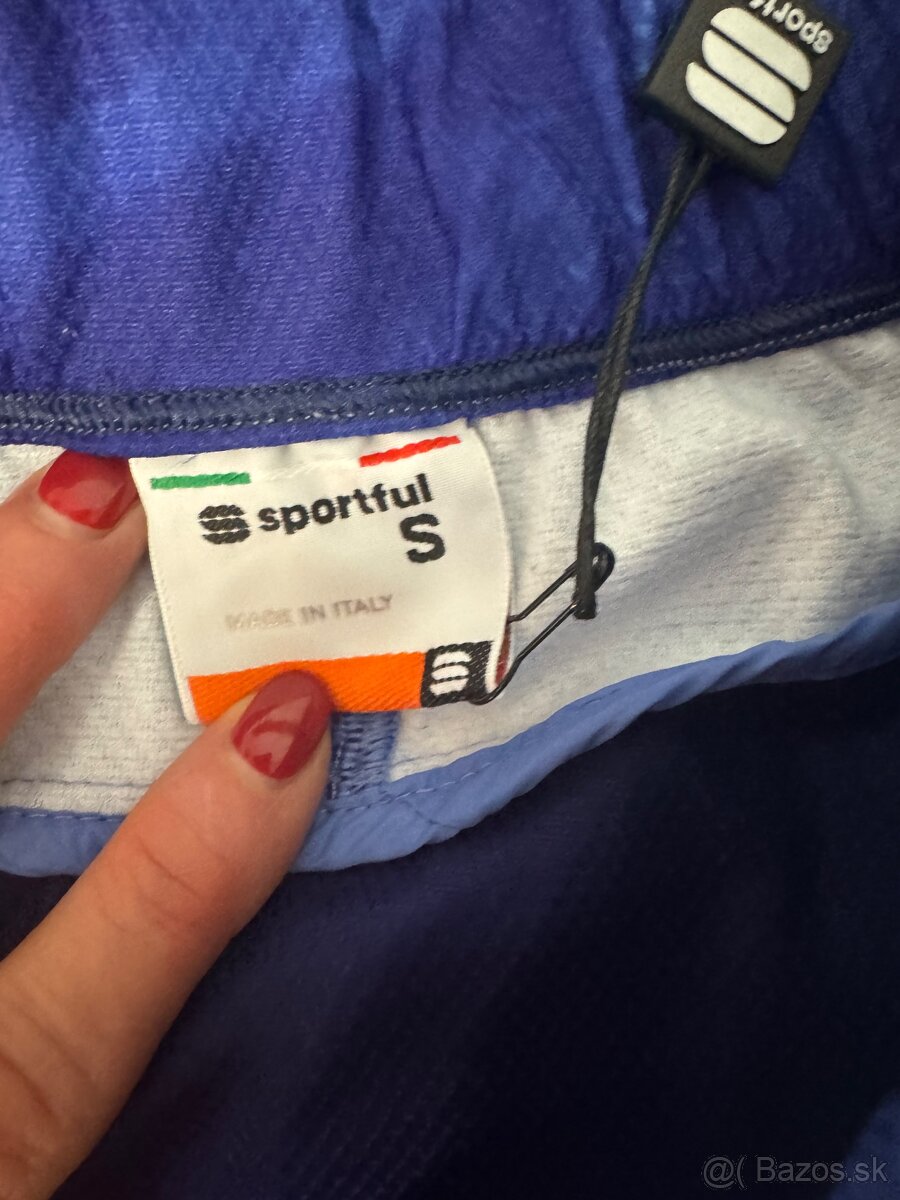 sportful
sportful
S
MADE IN ITALY
@( Bazos.sk